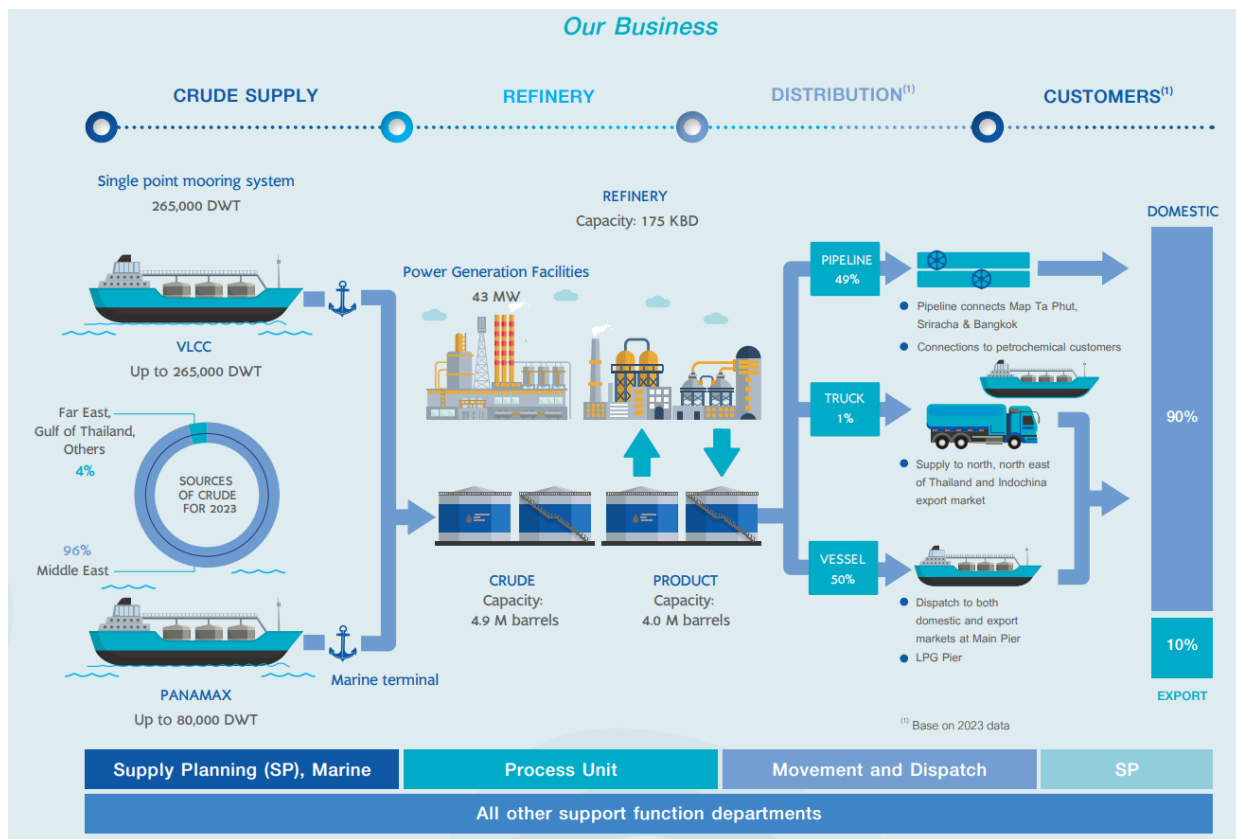 Our Business
CRUDE SUPPLY
REFINERY
DISTRIBUTION(1)
CUSTOMERS(1)
Single point mooring system
265,000 DWT
VLCC
Up to 265,000 DWT
Far East,
Gulf of Thailand,
Others
4%
SOURCES
OF CRUDE
FOR 2023
96%
Middle East
PANAMAX
Up to 80,000 DWT
Marine terminal
REFINERY
Capacity: 175 KBD
Power Generation Facilities
43 MW
CRUDE
Capacity:
4.9 M barrels
PRODUCT
Capacity:
4.0 M barrels
PIPELINE
49%
Pipeline connects Map Ta Phut,
Sriracha & Bangkok
Connections to petrochemical customers
TRUCK
1%
Supply to north, north east
of Thailand and Indochina
export market
VESSEL
50%
Dispatch to both
domestic and export
markets at Main Pier
LPG Pier
DOMESTIC
90%
10%
EXPORT
(1) Base on 2023 data
Supply Planning (SP), Marine
Process Unit
Movement and Dispatch
SP
All other support function departments